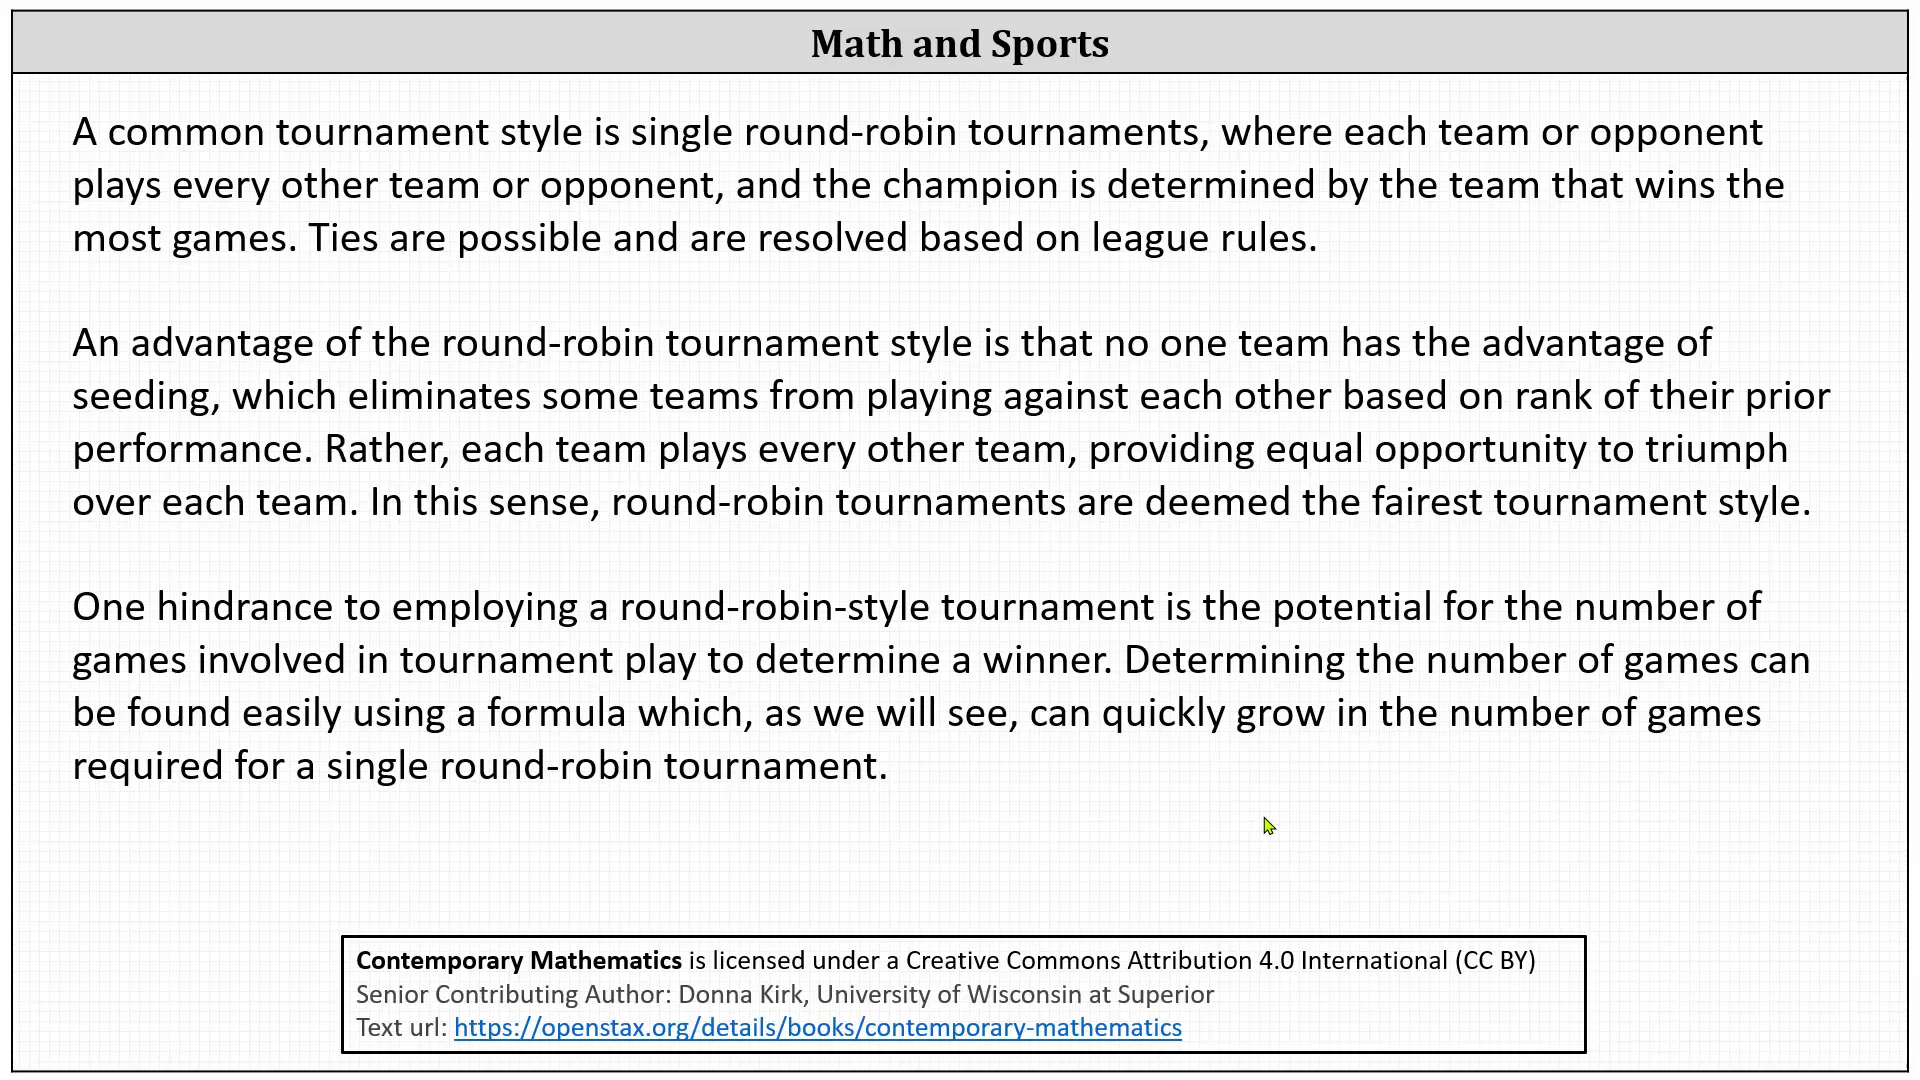 Math and Sports
A common tournament style is single round-robin tournaments, where each team or opponent
plays every other team or opponent, and the champion is determined by the team that wins the
most games. Ties are possible and are resolved based on league rules.
An advantage of the round-robin tournament style is that no one team has the advantage of
seeding, which eliminates some teams from playing against each other based on rank of their prior
performance. Rather, each team plays every other team, providing equal opportunity to triumph
over each team. In this sense, round-robin tournaments are deemed the fairest tournament style.
One hindrance to employing a round-robin-style tournament is the potential for the number of
games involved in tournament play to determine a winner. Determining the number of games can
be found easily using a formula which, as we will see, can quickly grow in the number of games
required for a single round-robin tournament.
Contemporary Mathematics is licensed under a Creative Commons Attribution 4.0 International (CC BY)
Senior Contributing Author: Donna Kirk, University of Wisconsin at Superior
Text url: https://openstax.org/details/books/contemporary-mathematics